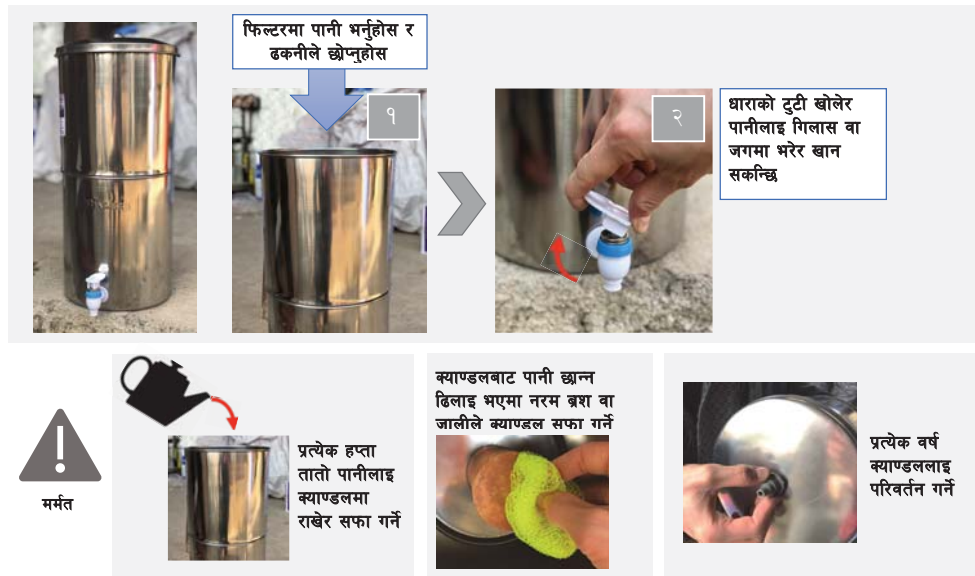 फिल्टरमा पानी भर्नुहोस र
ढकनीले छोप्नुहोस
१
२
धाराको टुटी खोलेर
पानीलाइ गिलास वा
जगमा भरेर खान
सकिन्छि
मर्मत
प्रत्येक हप्ता
तातो पानीलाइ
क्याण्डलमा
राखेर सफा गर्ने
क्याण्डलबाट पानी छान्न
ढिलाइ भएमा नरम ब्रश वा
जालीले क्याण्डल सफा गर्ने
प्रत्येक वर्ष
क्याण्डललाइ
परिवर्तन गर्ने